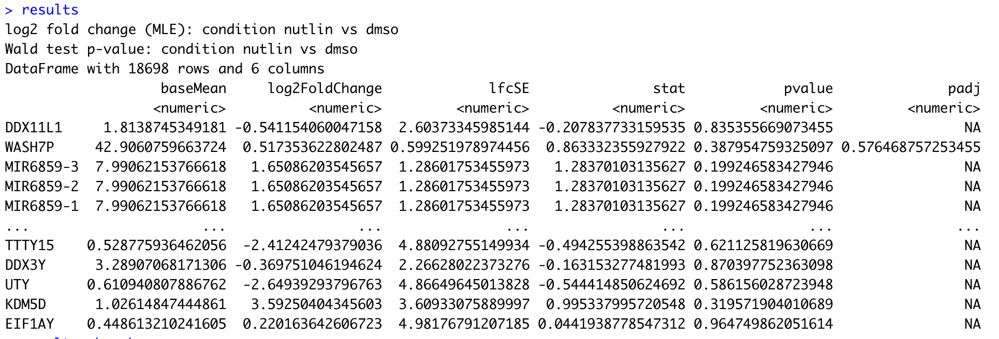 > results
log2 fold change (MLE): condition nutlin vs dmso
Wald test p-value: condition nutlin vs dmso
DataFrame with 18698 rows and 6 columns
baseMean log2FoldChange lfcSE stat pvalue padj
<numeric> <numeric> <numeric> <numeric> <numeric> <numeric>
DDX11L1 1.8138745349181 -0.541154060047158 2.60373345985144 -0.207837733159535 0.835355669073455 NA
WASH7P 42.9060759663724 0.517353622802487 0.599251978974456 0.863332355927922 0.387954759325097 0.576468757253455
MIR6859-3 7.99062153766618 1.65086203545657 1.28601753455973 1.28370103135627 0.199246583427946 NA
MIR6859-2 7.99062153766618 1.65086203545657 1.28601753455973 1.28370103135627 0.199246583427946 NA
MIR6859-1 7.99062153766618 1.65086203545657 1.28601753455973 1.28370103135627 0.199246583427946 NA
... ... ... ... ... ... ...
TTTY15 0.528775936462056 -2.41242479379036 4.88092755149934 -0.494255398863542 0.621125819630669 NA
DDX3Y 3.28907068171306 -0.369751046194624 2.26628022373276 -0.163153277481993 0.870397752363098 NA
UTY 0.610940807886762 -2.64939293796763 4.86649645013828 -0.544414850624692 0.586156028723948 NA
KDM5D 1.02614847444861 3.59250404345603 3.60933075889997 0.995337995720548 0.319571904010689 NA
EIF1AY 0.448613210241605 0.220163642606723 4.98176791207185 0.0441938778547312 0.964749862051614 NA